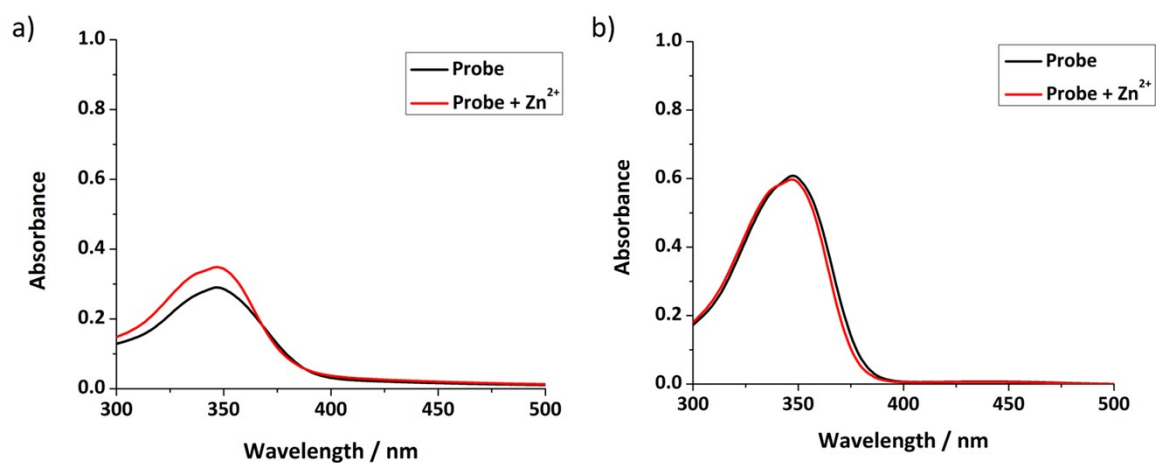 a)
1.0
0.8
0.6
0.4
0.2
0.0
Absorbance
Probe
Probe + Zn²⁺
300
350
400
450
500
Wavelength / nm
b)
1.0
0.8
0.6
0.4
0.2
0.0
Absorbance
Probe
Probe + Zn²⁺
300
350
400
450
500
Wavelength / nm